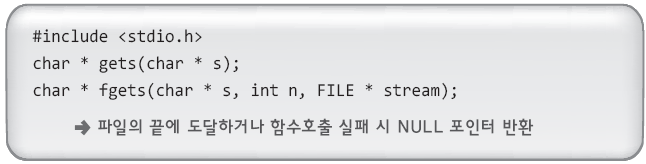 #include <stdio.h>
char * gets(char * s);
char * fgets(char * s, int n, FILE * stream);
➔ 파일의 끝에 도달하거나 함수호출 실패 시 NULL 포인터 반환